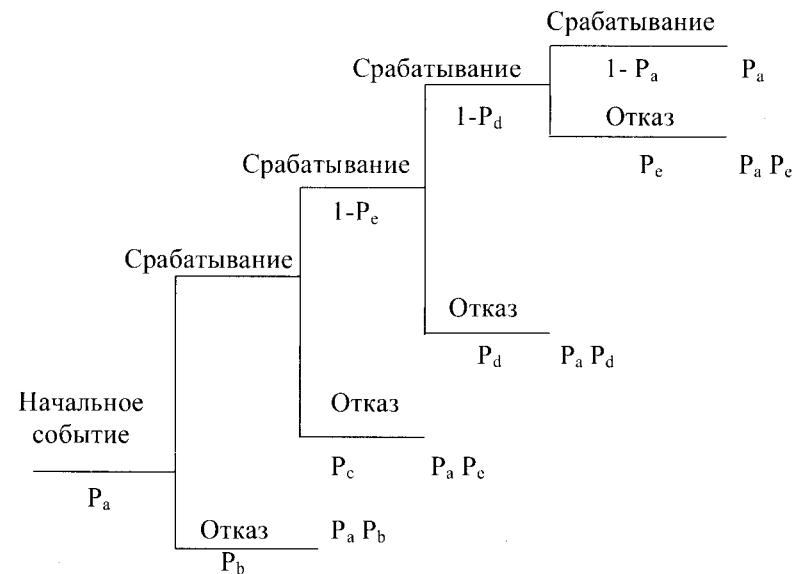 Срабатывание
1- Pa Pa
Срабатывание
Отказ
1-Pd
Pe Pa Pe
Срабатывание
1-Pe
Срабатывание
Отказ
Pd Pa Pd
Начальное
событие
Отказ
Pc Pa Pe
Pa
Отказ Pa Pb
Pb